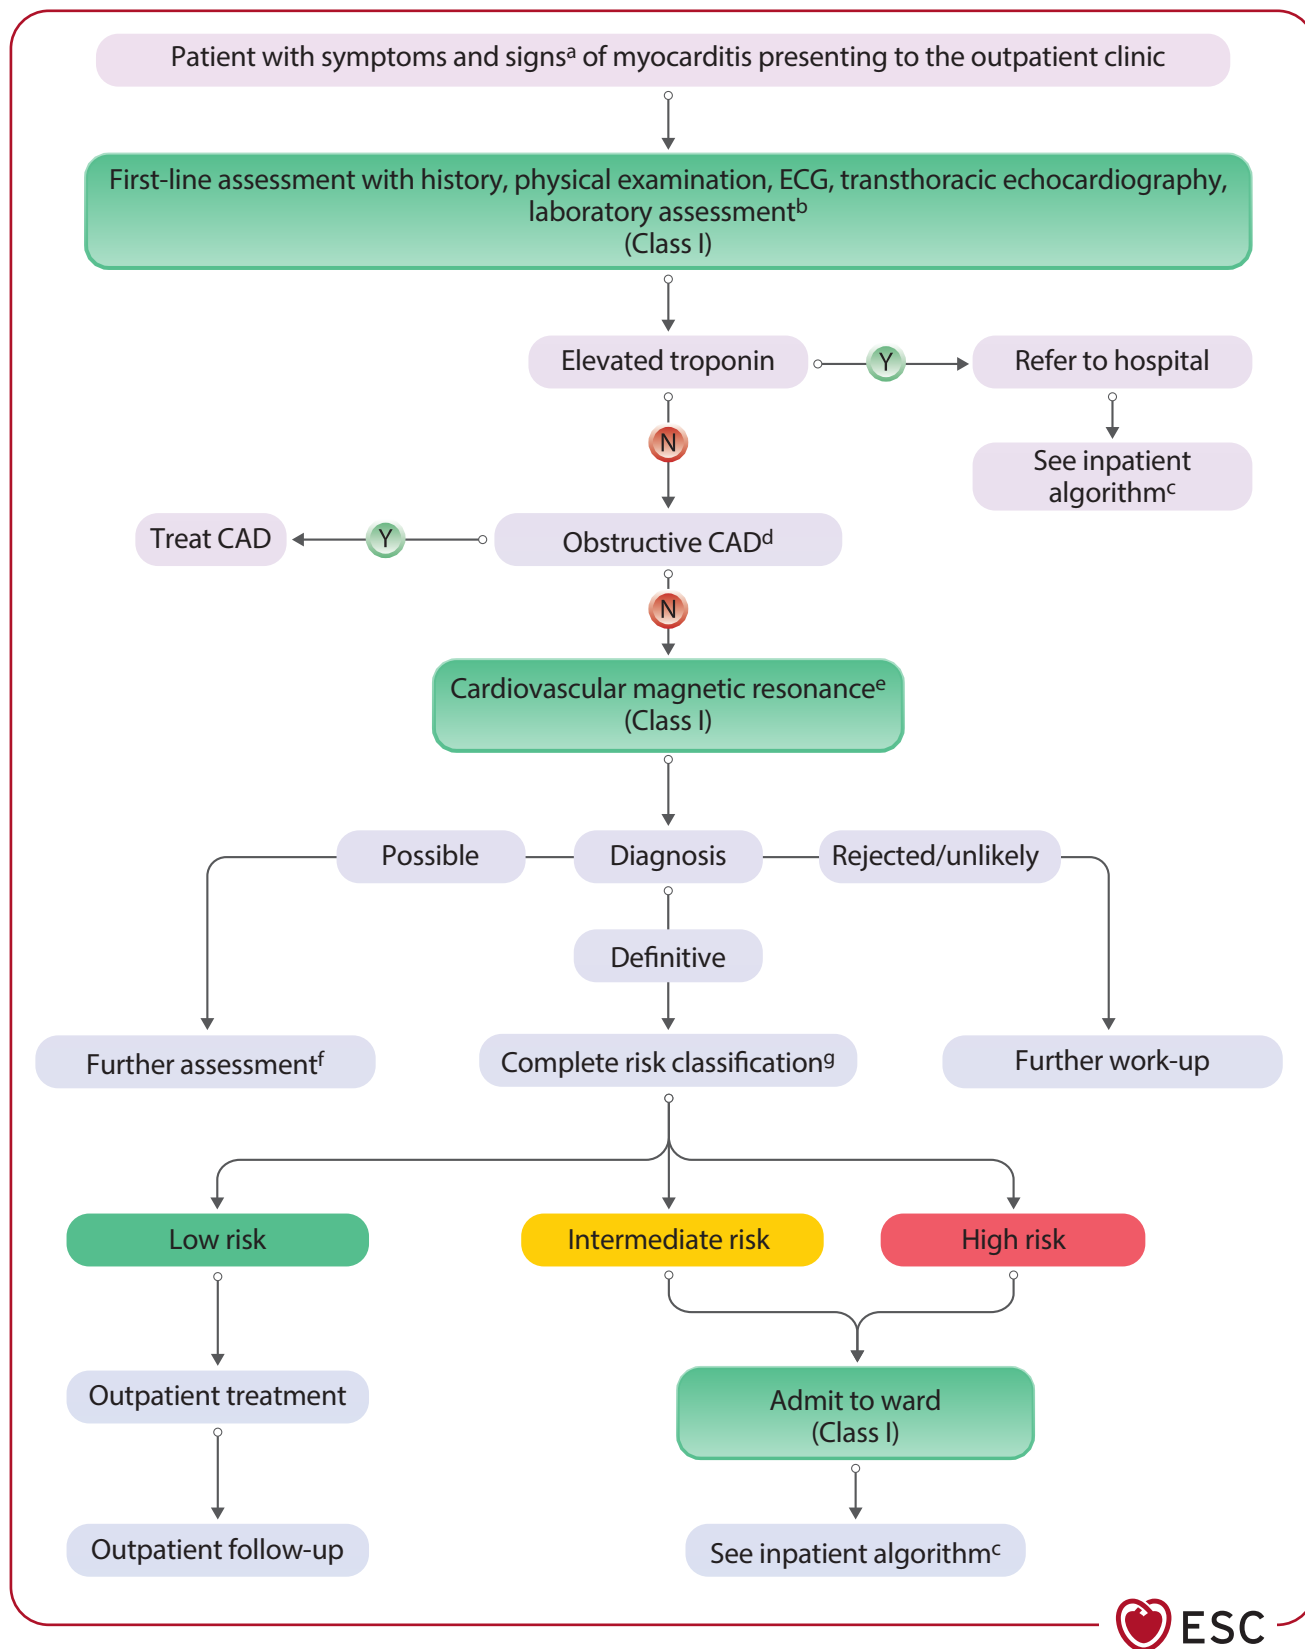 Patient with symptoms and signsᵃ of myocarditis presenting to the outpatient clinic
First-line assessment with history, physical examination, ECG, transthoracic echocardiography,
laboratory assessmentᵇ
(Class I)
Elevated troponin
Y
Refer to hospital
N
See inpatient
algorithmᶜ
Treat CAD
Y
Obstructive CADᵈ
N
Cardiovascular magnetic resonanceᵉ
(Class I)
Possible
Diagnosis
Rejected/unlikely
Definitive
Further assessmentᶠ
Complete risk classificationᵍ
Further work-up
Low risk
Intermediate risk
High risk
Outpatient treatment
Admit to ward
(Class I)
Outpatient follow-up
See inpatient algorithmᶜ
ESC